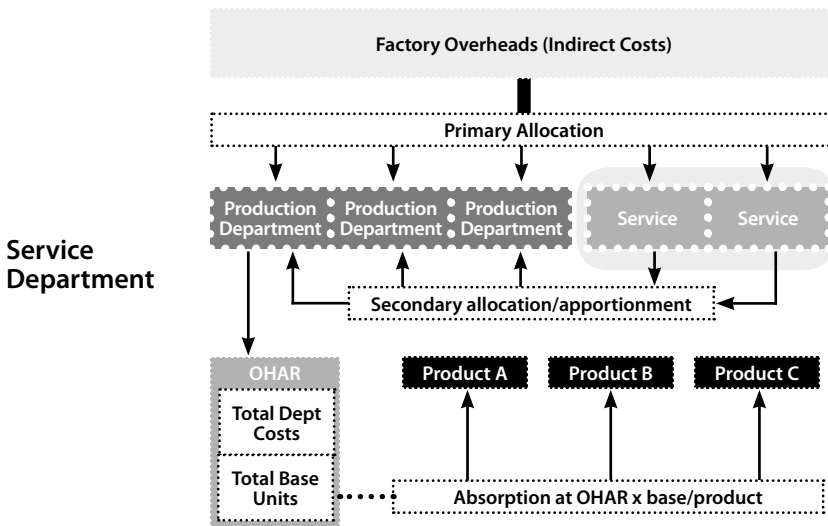 Factory Overheads (Indirect Costs)
Primary Allocation
Production
Department
Production
Department
Production
Department
Service
Service
Service
Department
Secondary allocation/apportionment
OHAR
Product A
Product B
Product C
Total Dept
Costs
Total Base
Units
Absorption at OHAR x base/product